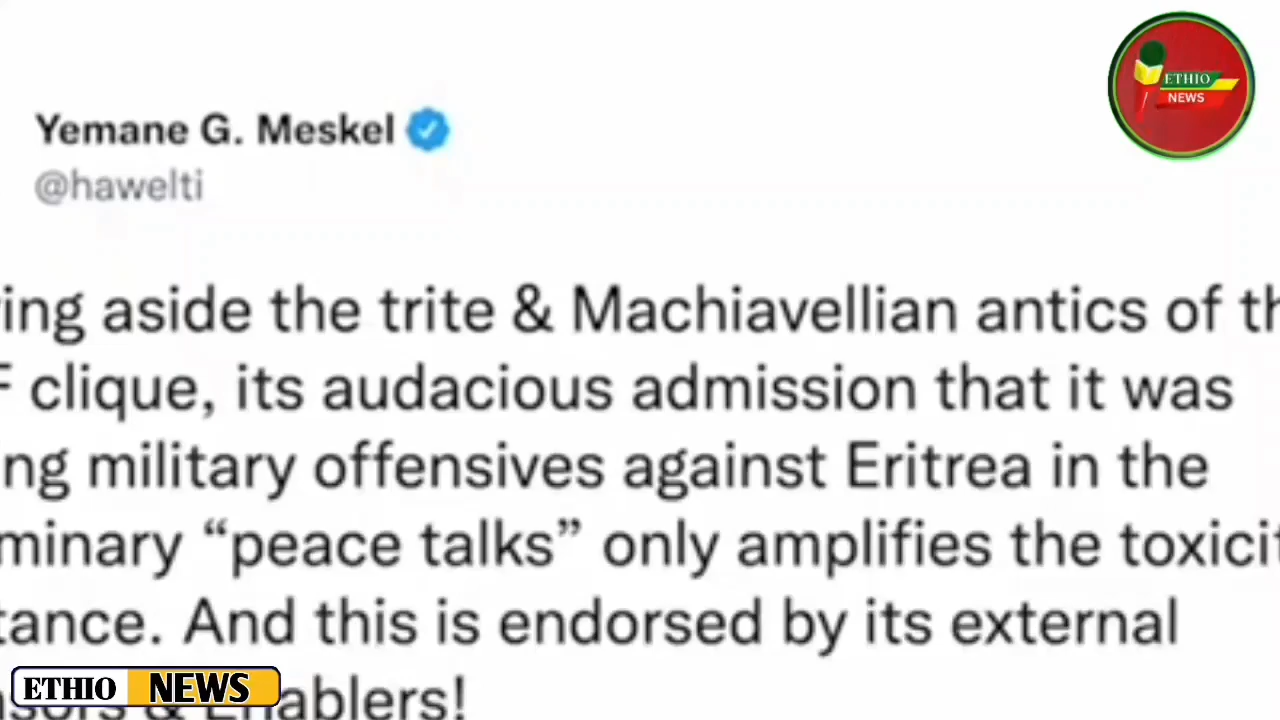 ETHIO
NEWS
Yemane G. Meskel
@hawelti
ing aside the trite & Machiavellian antics of th
F clique, its audacious admission that it was
ng military offensives against Eritrea in the
minary “peace talks” only amplifies the toxicit
tance. And this is endorsed by its external
sors & Enablers!
ETHIO NEWS